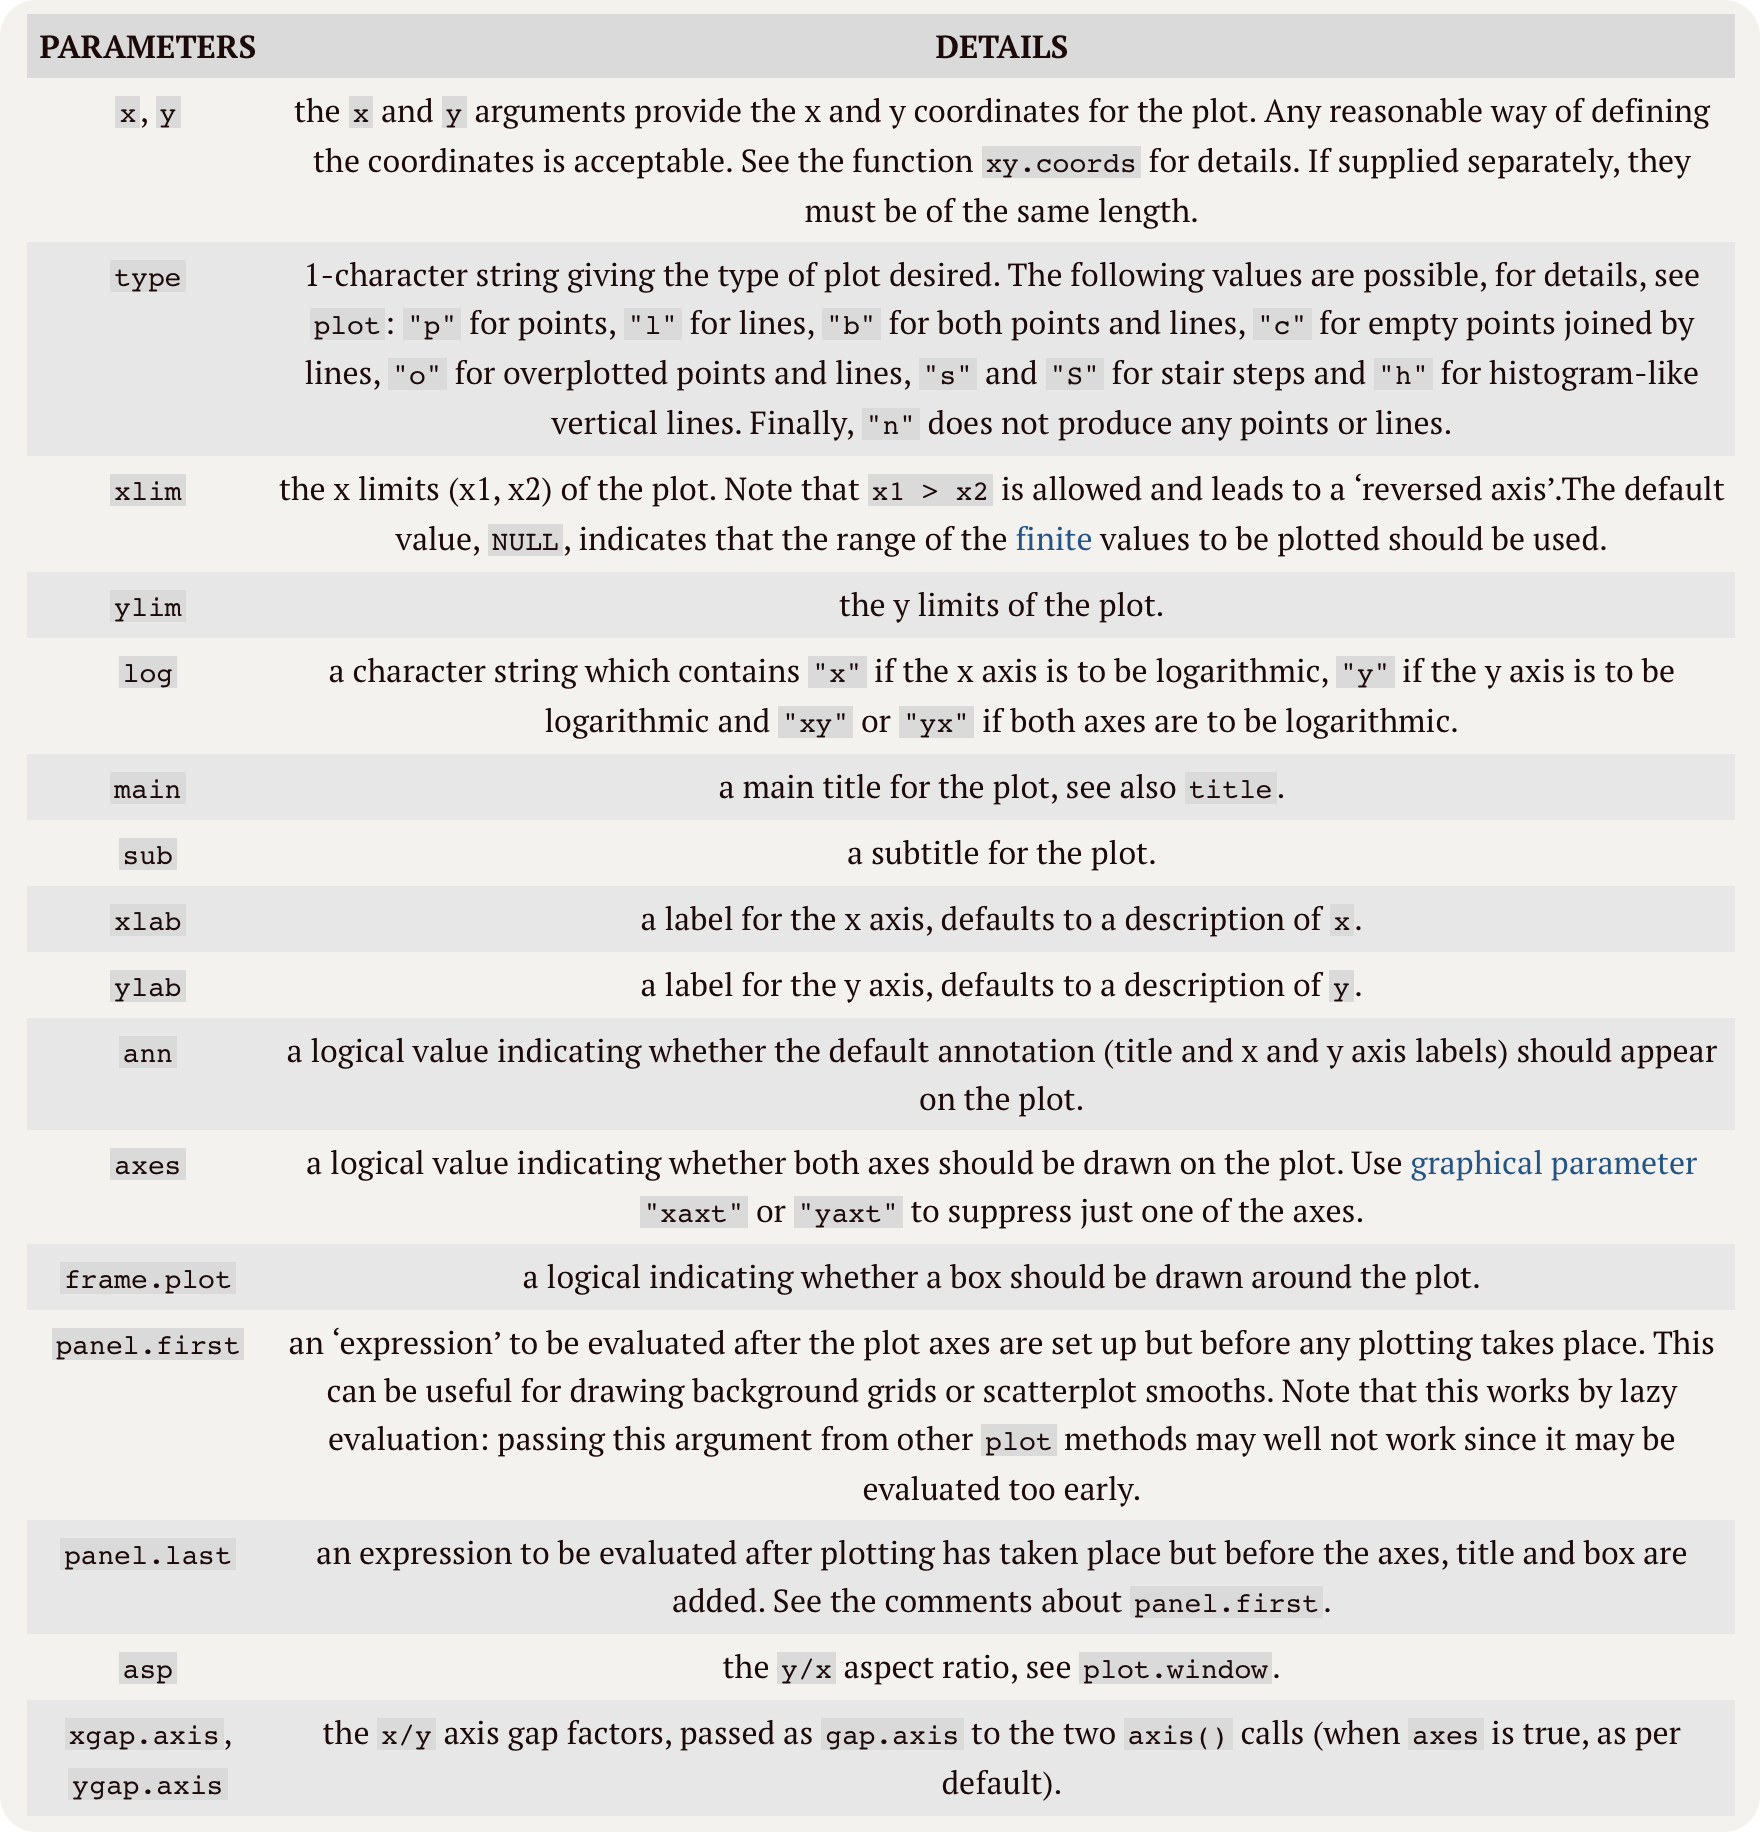 PARAMETERS DETAILS
x, y the x and y arguments provide the x and y coordinates for the plot. Any reasonable way of defining
the coordinates is acceptable. See the function xy.coords for details. If supplied separately, they
must be of the same length.
type 1-character string giving the type of plot desired. The following values are possible, for details, see
plot: "p" for points, "l" for lines, "b" for both points and lines, "c" for empty points joined by
lines, "o" for overplotted points and lines, "s" and "S" for stair steps and "h" for histogram-like
vertical lines. Finally, "n" does not produce any points or lines.
xlim the x limits (x1, x2) of the plot. Note that x1 > x2 is allowed and leads to a ‘reversed axis’.The default
value, NULL, indicates that the range of the finite values to be plotted should be used.
ylim the y limits of the plot.
log a character string which contains "x" if the x axis is to be logarithmic, "y" if the y axis is to be
logarithmic and "xy" or "yx" if both axes are to be logarithmic.
main a main title for the plot, see also title.
sub a subtitle for the plot.
xlab a label for the x axis, defaults to a description of x.
ylab a label for the y axis, defaults to a description of y.
ann a logical value indicating whether the default annotation (title and x and y axis labels) should appear
on the plot.
axes a logical value indicating whether both axes should be drawn on the plot. Use graphical parameter
"xaxt" or "yaxt" to suppress just one of the axes.
frame.plot a logical indicating whether a box should be drawn around the plot.
panel.first an ‘expression’ to be evaluated after the plot axes are set up but before any plotting takes place. This
can be useful for drawing background grids or scatterplot smooths. Note that this works by lazy
evaluation: passing this argument from other plot methods may well not work since it may be
evaluated too early.
panel.last an expression to be evaluated after plotting has taken place but before the axes, title and box are
added. See the comments about panel.first.
asp the y/x aspect ratio, see plot.window.
xgap.axis, the x/y axis gap factors, passed as gap.axis to the two axis() calls (when axes is true, as per
ygap.axis default).